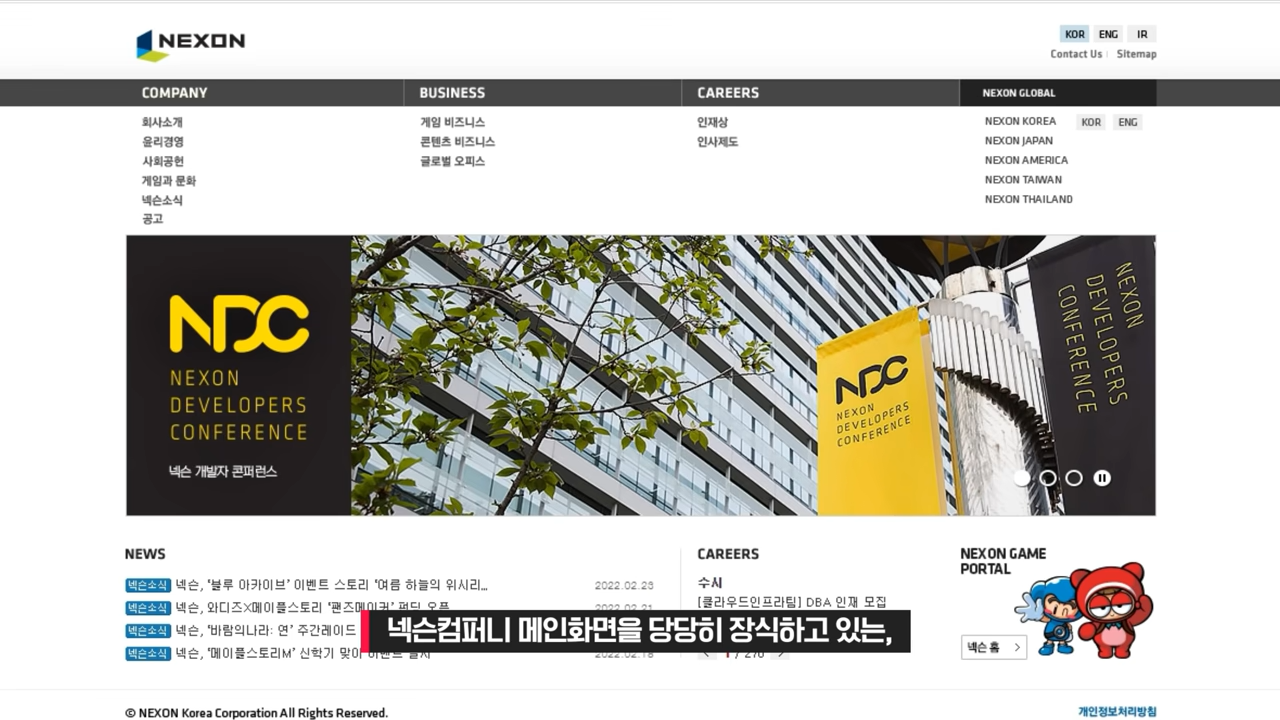 NEXON
KOR ENG IR
Contact Us Sitemap
COMPANY
회사소개
윤리경영
사회공헌
게임과 문화
넥슨소식
공고
BUSINESS
게임 비즈니스
콘텐츠 비즈니스
글로벌 오피스
CAREERS
인재상
인사제도
NEXON GLOBAL
NEXON KOREA KOR ENG
NEXON JAPAN
NEXON AMERICA
NEXON TAIWAN
NEXON THAILAND
NDC
NEXON
DEVELOPERS
CONFERENCE
넥슨 개발자 콘퍼런스
NDC
NEXON
DEVELOPERS
CONFERENCE
NEXON
DEVELOPERS
CONFERENCE
NEWS
넥슨소식 넥슨, ‘블루 아카이브’ 이벤트 스토리 ‘여름 하늘의 위시리... 2022.02.23
넥슨소식 넥슨, 와디즈X메이플스토리 ‘팬즈메이커’ 펀딩 오픈 2022.02.21
넥슨소식 넥슨, ‘바람의나라: 연’ 주간레이드
넥슨소식 넥슨, ‘메이플스토리M’ 신학기 맞이 이벤트 실시 2022.02.18
CAREERS
수시
[클라우드인프라팀] DBA 인재 모집
NEXON GAME
PORTAL
넥슨 홈
넥슨컴퍼니 메인화면을 당당히 장식하고 있는,
© NEXON Korea Corporation All Rights Reserved.
개인정보처리방침